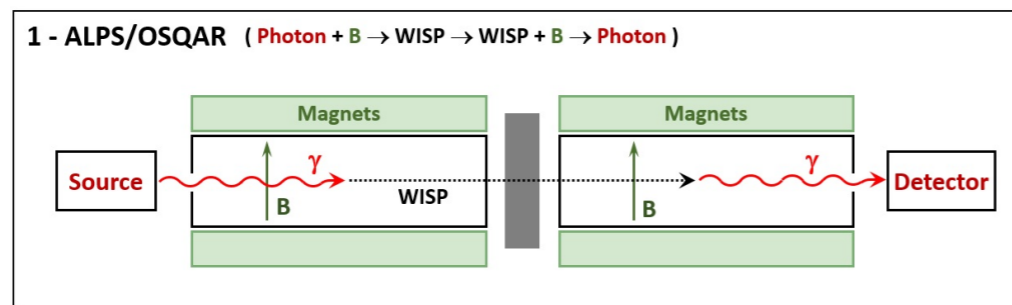 1 - ALPS/OSQAR ( Photon + B → WISP → WISP + B → Photon )
Magnets Magnets
Source γ B WISP B γ Detector